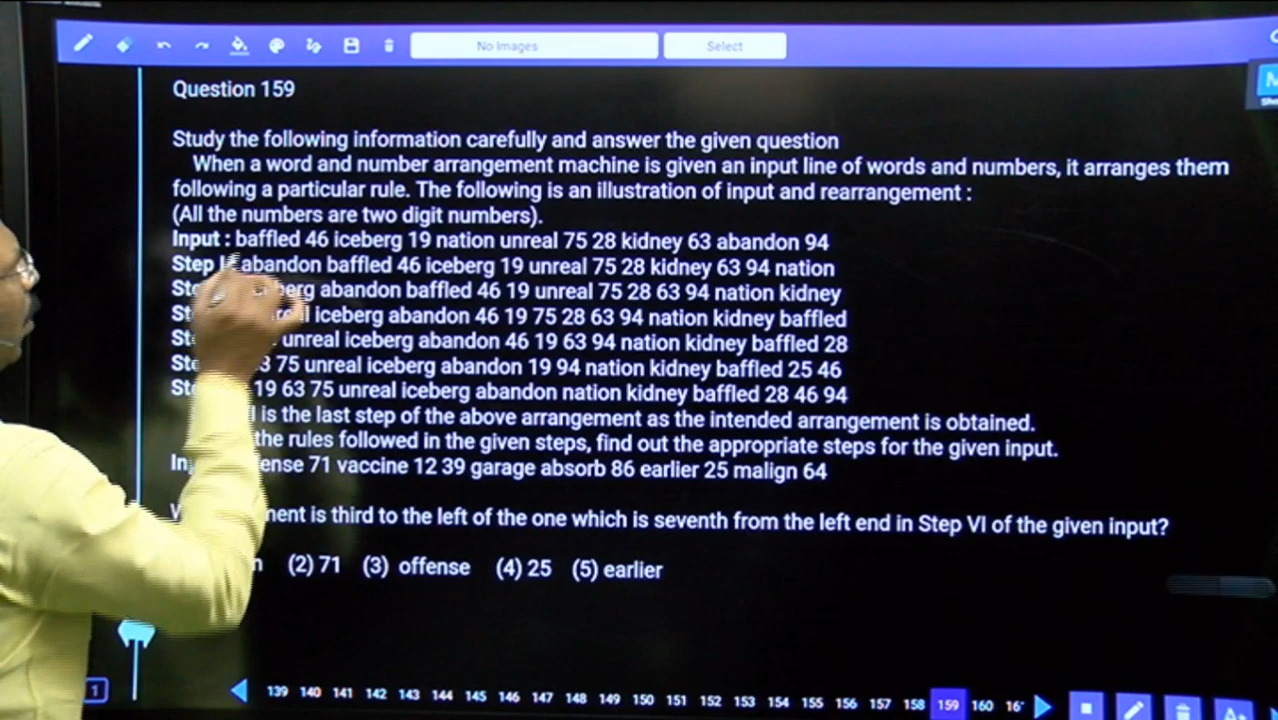 No Images
Select
Question 159
Study the following information carefully and answer the given question
When a word and number arrangement machine is given an input line of words and numbers, it arranges them
following a particular rule. The following is an illustration of input and rearrangement :
(All the numbers are two digit numbers).
Input : baffled 46 iceberg 19 nation unreal 75 28 kidney 63 abandon 94
Step abandon baffled 46 iceberg 19 unreal 75 28 kidney 63 94 nation
abandon baffled 46 19 unreal 75 28 63 94 nation kidney
iceberg abandon 46 19 75 28 63 94 nation kidney baffled
unreal iceberg abandon 46 19 63 94 nation kidney baffled 28
75 unreal iceberg abandon 19 94 nation kidney baffled 25 46
19 63 75 unreal iceberg abandon nation kidney baffled 28 46 94
is the last step of the above arrangement as the intended arrangement is obtained.
the rules followed in the given steps, find out the appropriate steps for the given input.
71 vaccine 12 39 garage absorb 86 earlier 25 malign 64
is third to the left of the one which is seventh from the left end in Step VI of the given input?
(2) 71 (3) offense (4) 25 (5) earlier
1
139 140 141 142 143 144 145 146 147 148 149 150 151 152 153 154 155 156 157 158 159 160